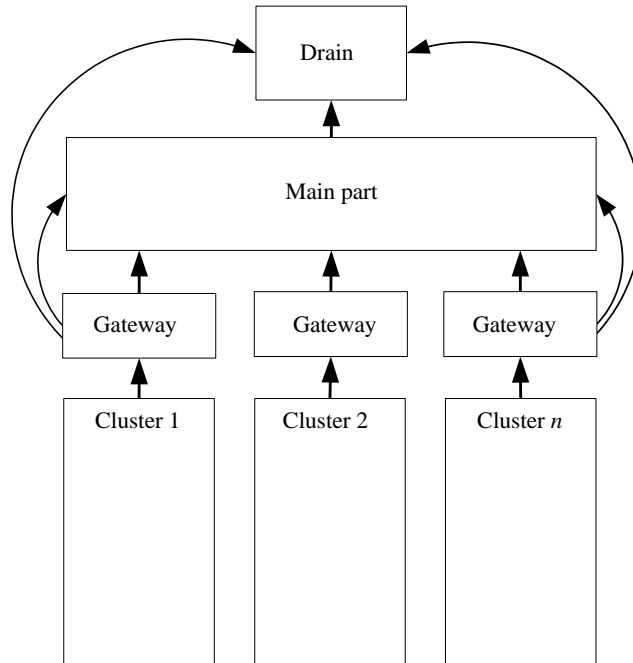 Drain
Main part
Gateway
Gateway
Gateway
Cluster 1
Cluster 2
Cluster n